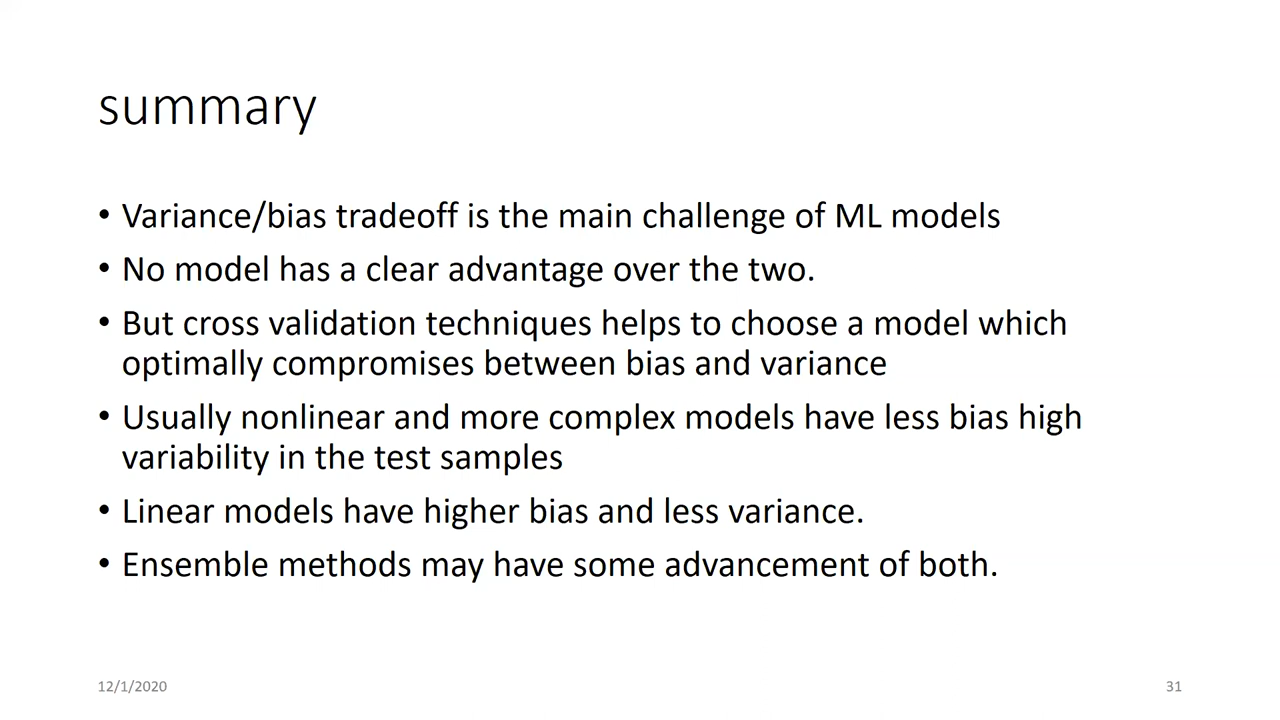 summary
• Variance/bias tradeoff is the main challenge of ML models
• No model has a clear advantage over the two.
• But cross validation techniques helps to choose a model which
optimally compromises between bias and variance
• Usually nonlinear and more complex models have less bias high
variability in the test samples
• Linear models have higher bias and less variance.
• Ensemble methods may have some advancement of both.
12/1/2020
31